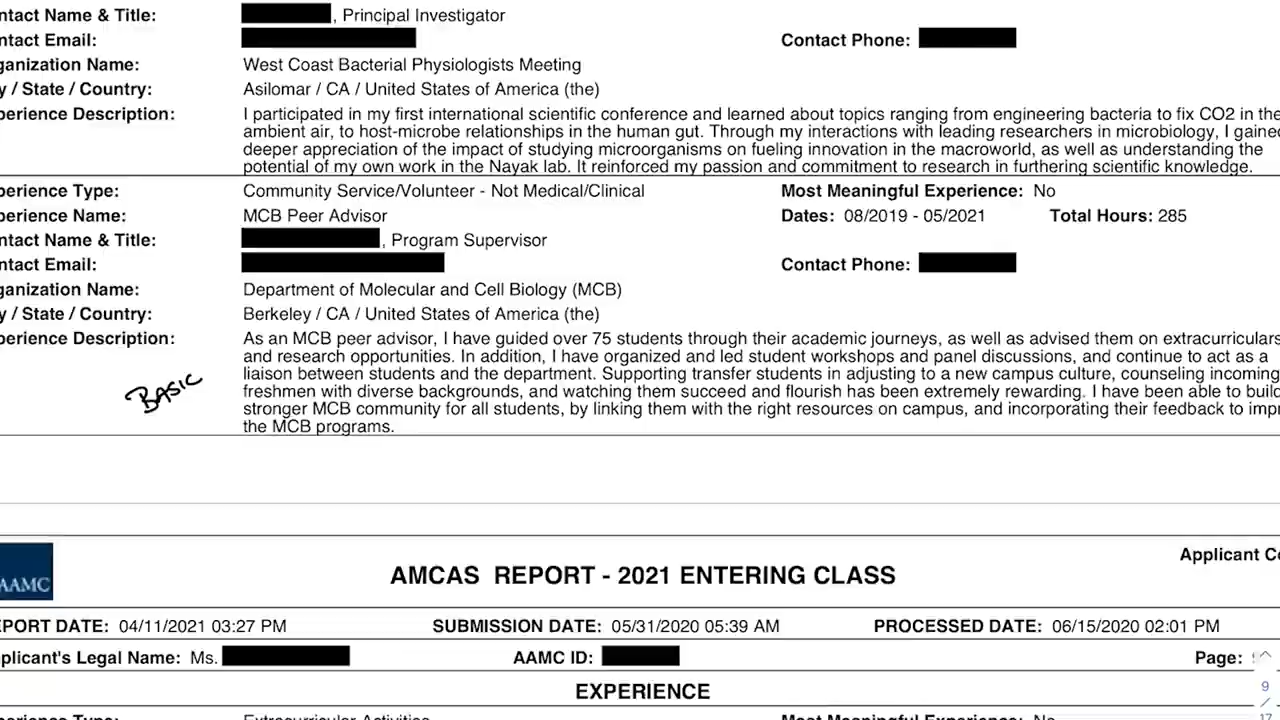 ntact Name & Title: , Principal Investigator
ntact Email: Contact Phone:
ganization Name: West Coast Bacterial Physiologists Meeting
y / State / Country: Asilomar / CA / United States of America (the)
perience Description: I participated in my first international scientific conference and learned about topics ranging from engineering bacteria to fix CO2 in the
ambient air, to host-microbe relationships in the human gut. Through my interactions with leading researchers in microbiology, I gaine
deeper appreciation of the impact of studying microorganisms on fueling innovation in the macroworld, as well as understanding the
potential of my own work in the Nayak lab. It reinforced my passion and commitment to research in furthering scientific knowledge.
perience Type: Community Service/Volunteer - Not Medical/Clinical Most Meaningful Experience: No
perience Name: MCB Peer Advisor Dates: 08/2019 - 05/2021 Total Hours: 285
ntact Name & Title: , Program Supervisor
ntact Email: Contact Phone:
ganization Name: Department of Molecular and Cell Biology (MCB)
y / State / Country: Berkeley / CA / United States of America (the)
perience Description: As an MCB peer advisor, I have guided over 75 students through their academic journeys, as well as advised them on extracurriculars
and research opportunities. In addition, I have organized and led student workshops and panel discussions, and continue to act as a
liaison between students and the department. Supporting transfer students in adjusting to a new campus culture, counseling incoming
freshmen with diverse backgrounds, and watching them succeed and flourish has been extremely rewarding. I have been able to build
stronger MCB community for all students, by linking them with the right resources on campus, and incorporating their feedback to impr
the MCB programs.
BASIC
AAMC
Applicant Co
AMCAS REPORT - 2021 ENTERING CLASS
EPORT DATE: 04/11/2021 03:27 PM SUBMISSION DATE: 05/31/2020 05:39 AM PROCESSED DATE: 06/15/2020 02:01 PM
plicant's Legal Name: Ms. AAMC ID: Page:
EXPERIENCE
9
/
17
perience Type: Extracurricular Activities Most Meaningful Experience: No